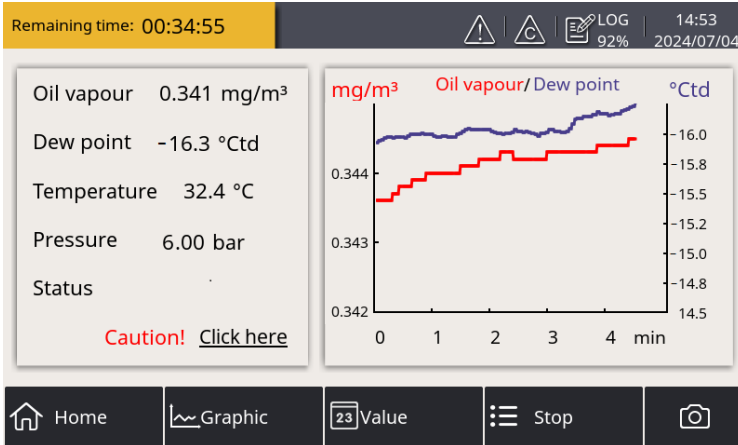 Remaining time: 00:34:55
LOG
92%
14:53
2024/07/04
Oil vapour 0.341 mg/m³
Dew point -16.3 °Ctd
Temperature 32.4 °C
Pressure 6.00 bar
Status
Caution! Click here
mg/m³ Oil vapour/Dew point °Ctd
0.344
0.343
0.342
-16.0
-15.8
-15.5
-15.2
-15.0
-14.8
14.5
0 1 2 3 4 min
Home
Graphic
23 Value
Stop